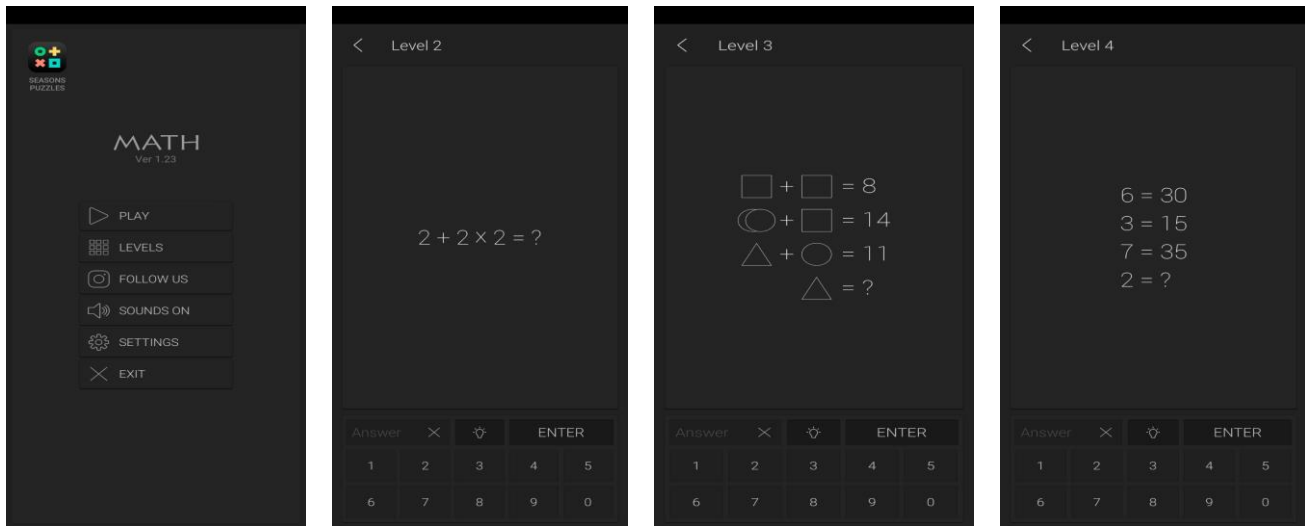 SEASONS
PUZZLES
MATH
Ver 1.23
PLAY
LEVELS
FOLLOW US
SOUNDS ON
SETTINGS
EXIT
Level 2
2 + 2 × 2 = ?
Answer ENTER
1 2 3 4 5
6 7 8 9 0
Level 3
+ = 8
+ = 14
+ = 11
= ?
Answer ENTER
1 2 3 4 5
6 7 8 9 0
Level 4
6 = 30
3 = 15
7 = 35
2 = ?
Answer ENTER
1 2 3 4 5
6 7 8 9 0